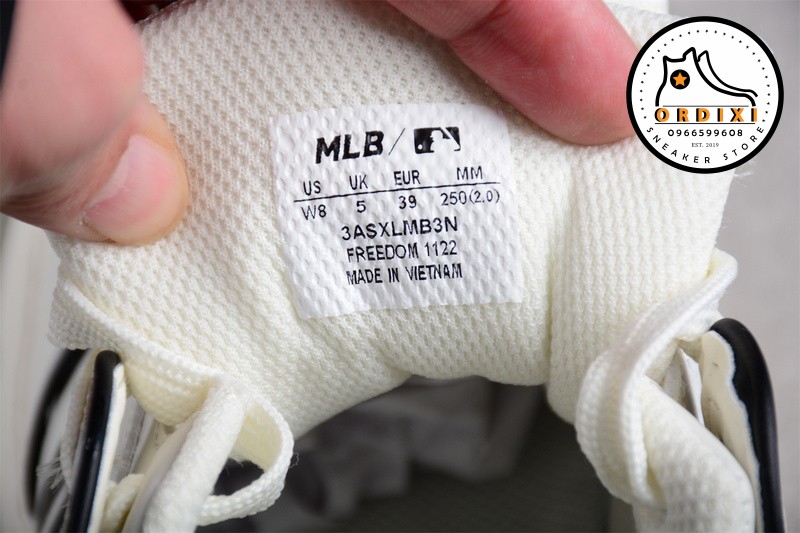 MLB /
US UK EUR MM
W8 5 39 250(2.0)
3ASXLMB3N
FREEDOM 1122
MADE IN VIETNAM
ORDIXI
0966599608
EST. 2019
SNEAKER STORE